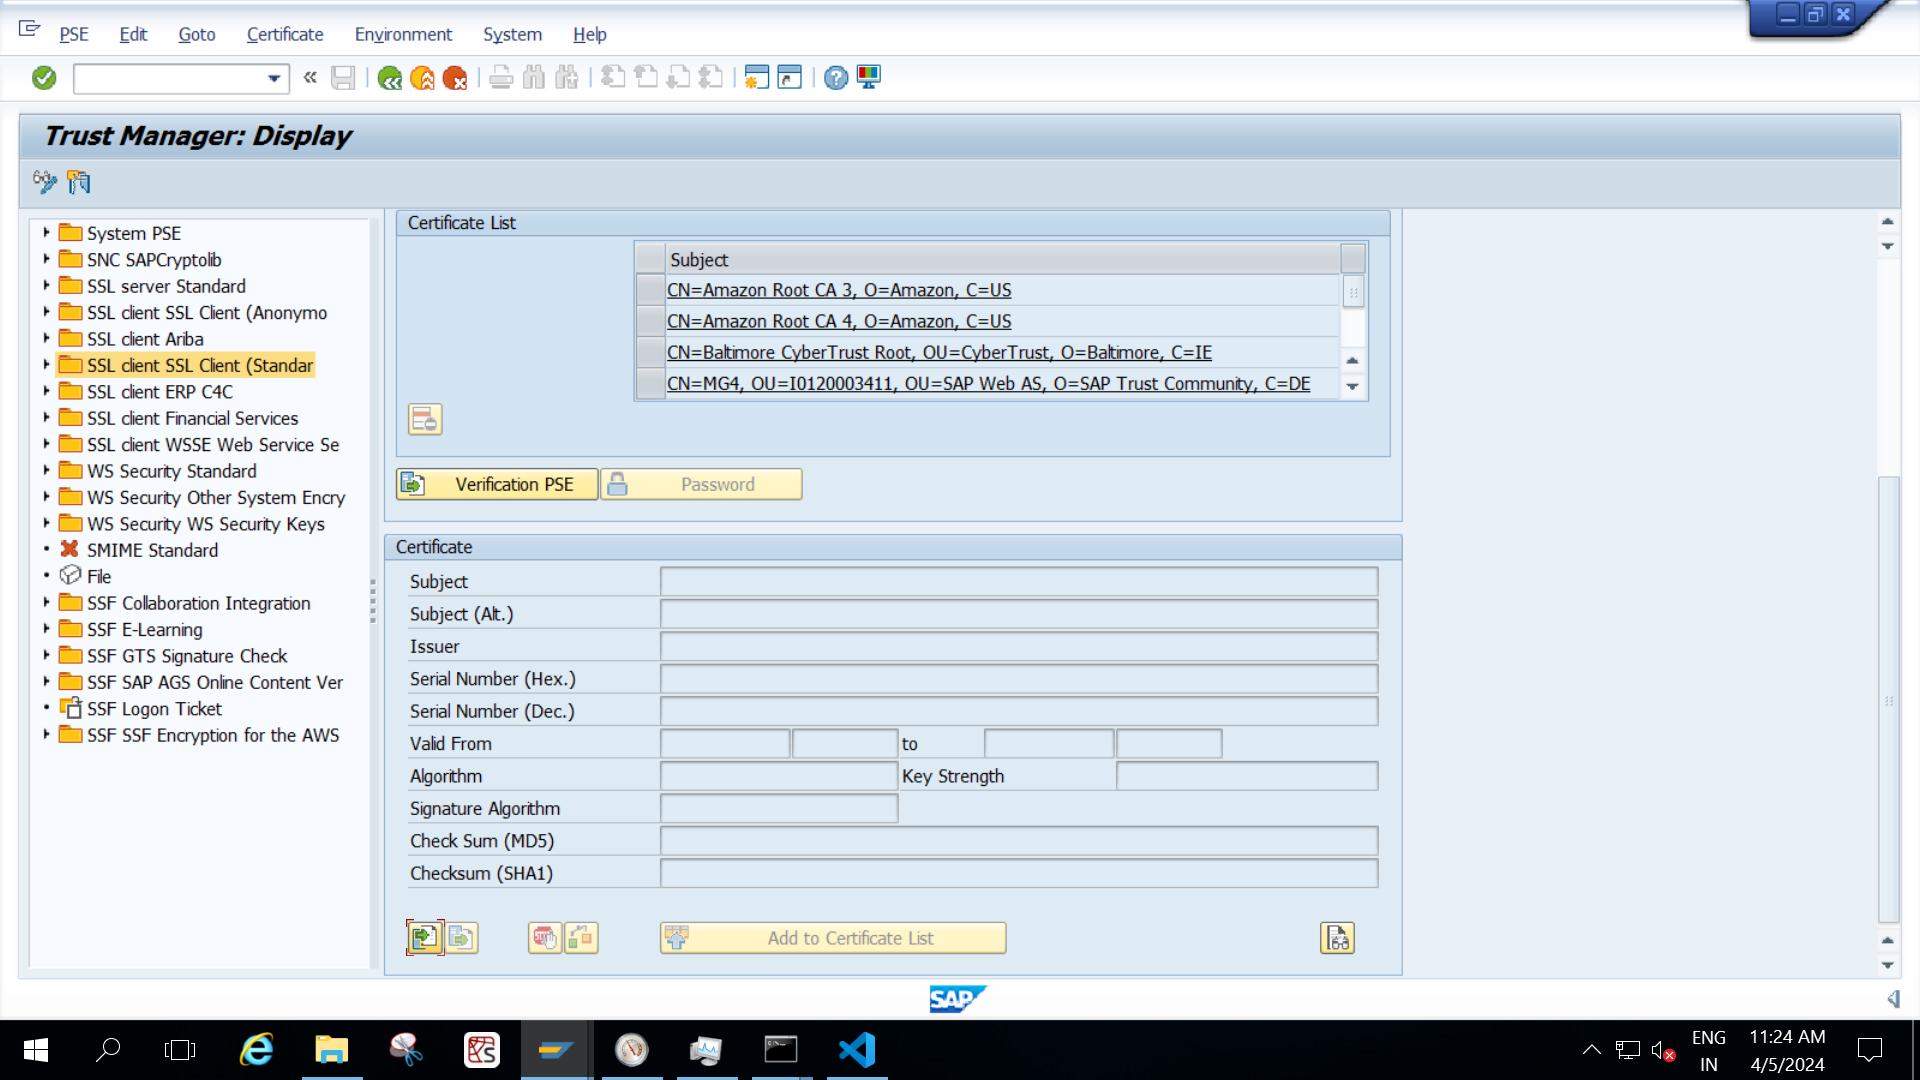 PSE Edit Goto Certificate Environment System Help
Trust Manager: Display
System PSE
SNC SAPCryptolib
SSL server Standard
SSL client SSL Client (Anonymo
SSL client Ariba
SSL client SSL Client (Standar
SSL client ERP C4C
SSL client Financial Services
SSL client WSSE Web Service Se
WS Security Standard
WS Security Other System Encry
WS Security WS Security Keys
SMIME Standard
File
SSF Collaboration Integration
SSF E-Learning
SSF GTS Signature Check
SSF SAP AGS Online Content Ver
SSF Logon Ticket
SSF SSF Encryption for the AWS
Certificate List
Subject
CN=Amazon Root CA 3, O=Amazon, C=US
CN=Amazon Root CA 4, O=Amazon, C=US
CN=Baltimore CyberTrust Root, OU=CyberTrust, O=Baltimore, C=IE
CN=MG4, OU=I0120003411, OU=SAP Web AS, O=SAP Trust Community, C=DE
Verification PSE Password
Certificate
Subject
Subject (Alt.)
Issuer
Serial Number (Hex.)
Serial Number (Dec.)
Valid From to
Algorithm Key Strength
Signature Algorithm
Check Sum (MD5)
Checksum (SHA1)
Add to Certificate List
SAP
ENG 11:24 AM
IN 4/5/2024